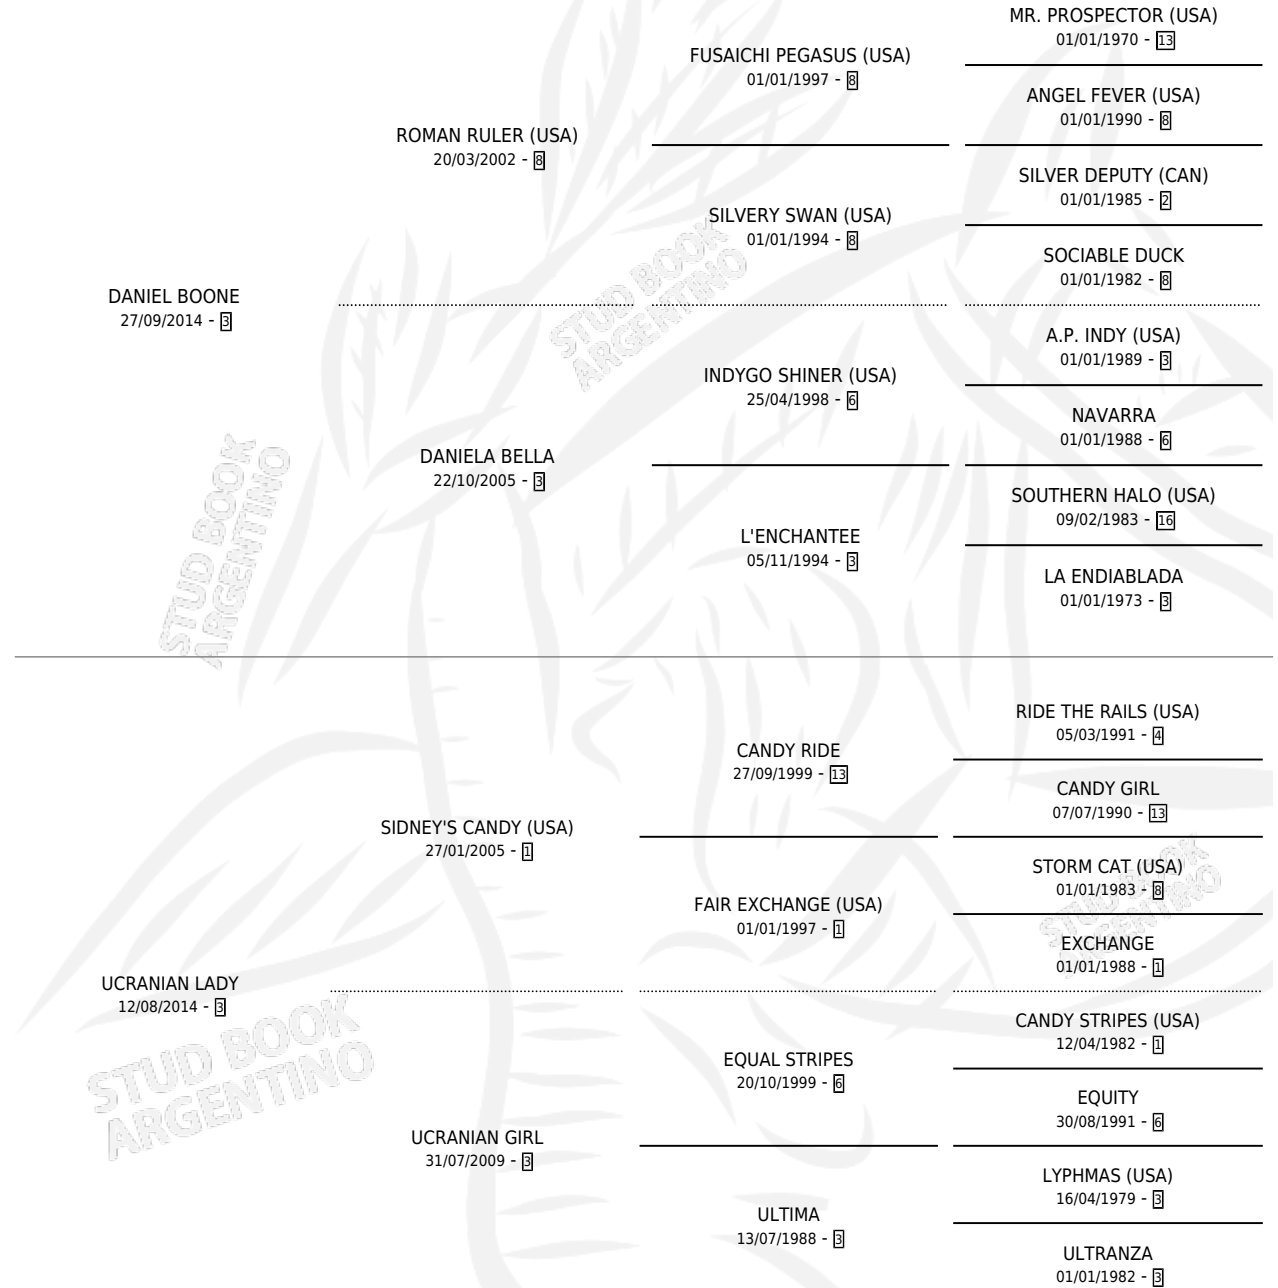 MR. PROSPECTOR (USA)
01/01/1970 - 13
FUSAICHI PEGASUS (USA)
01/01/1997 - 8
ANGEL FEVER (USA)
01/01/1990 - 8
ROMAN RULER (USA)
20/03/2002 - 8
SILVER DEPUTY (CAN)
01/01/1985 - 2
SILVERY SWAN (USA)
01/01/1994 - 8
SOCIABLE DUCK
01/01/1982 - 8
DANIEL BOONE
27/09/2014 - 3
A.P. INDY (USA)
01/01/1989 - 3
INDYGO SHINER (USA)
25/04/1998 - 6
NAVARRA
01/01/1988 - 6
DANIELA BELLA
22/10/2005 - 3
SOUTHERN HALO (USA)
09/02/1983 - 16
L'ENCHANTEE
05/11/1994 - 3
LA ENDIABLADA
01/01/1973 - 3
STUD BOOK
ARGENTINO
STUD BOOK
ARGENTINO
RIDE THE RAILS (USA)
05/03/1991 - 4
CANDY RIDE
27/09/1999 - 13
CANDY GIRL
07/07/1990 - 13
SIDNEY'S CANDY (USA)
27/01/2005 - 1
STORM CAT (USA)
01/01/1983 - 8
FAIR EXCHANGE (USA)
01/01/1997 - 1
EXCHANGE
01/01/1988 - 1
UCRANIAN LADY
12/08/2014 - 3
CANDY STRIPES (USA)
12/04/1982 - 1
EQUAL STRIPES
20/10/1999 - 6
EQUITY
30/08/1991 - 6
UCRANIAN GIRL
31/07/2009 - 3
LYPHMAS (USA)
16/04/1979 - 3
ULTIMA
13/07/1988 - 3
ULTRANZA
01/01/1982 - 3
STUD BOOK
ARGENTINO
STUD BOOK
ARGENTINO